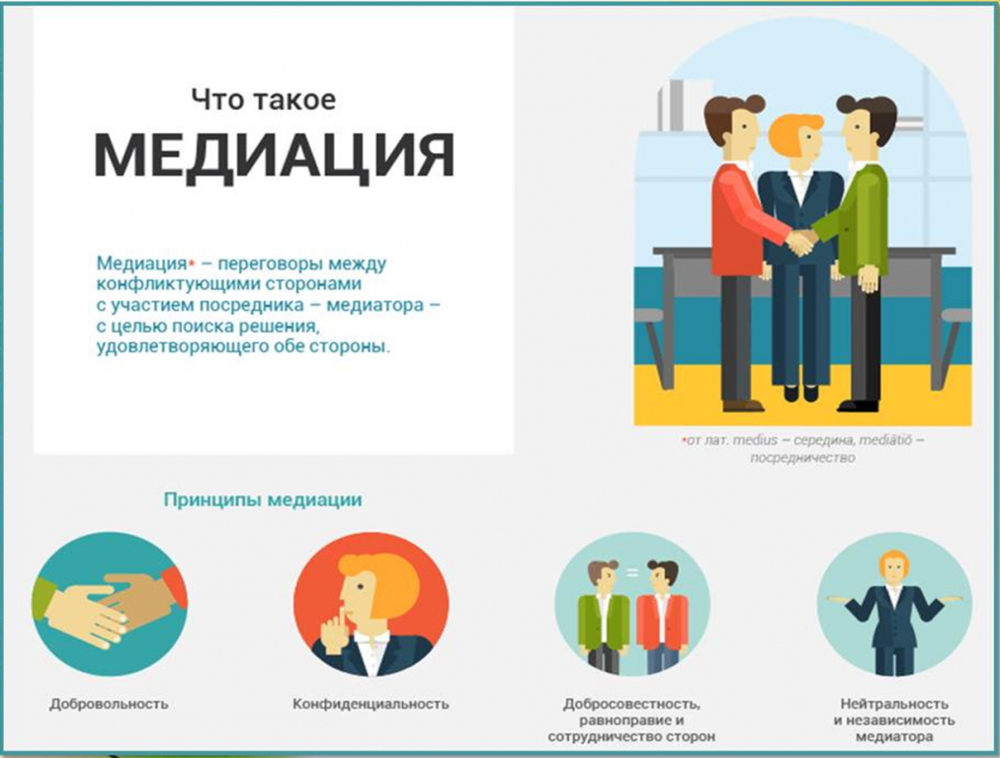 Что такое
МЕДИАЦИЯ
Медиация* – переговоры между
конфликтующими сторонами
с участием посредника – медиатора –
с целью поиска решения,
удовлетворяющего обе стороны.
*от лат. medius – середина, mediātiō –
посредничество
Принципы медиации
=
Добровольность
Конфиденциальность
Добросовестность,
равноправие и
сотрудничество сторон
Нейтральность
и независимость
медиатора